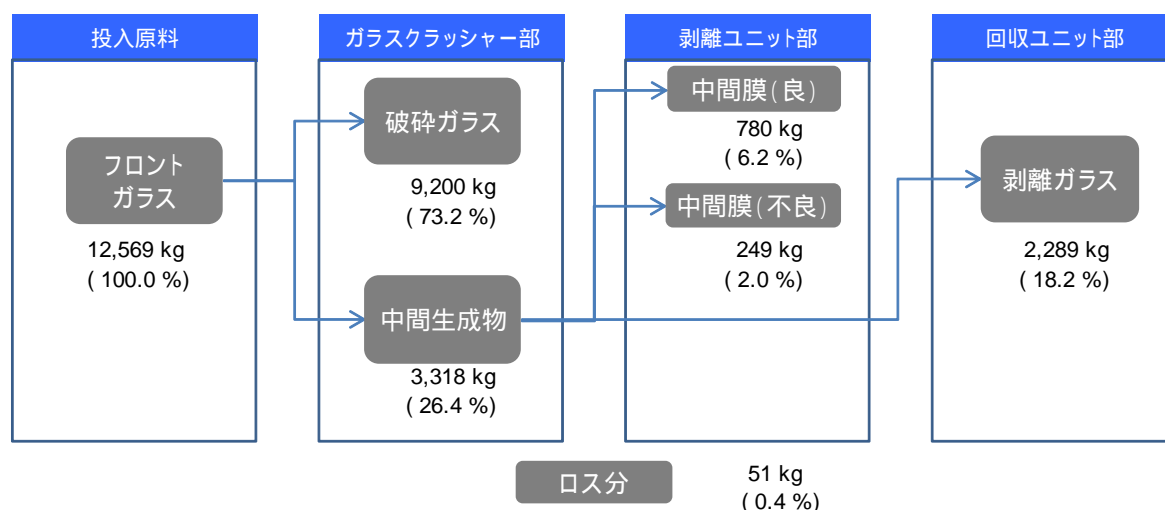 投入原料
フロント
ガラス
12,569 kg
( 100.0 %)
ガラスクラッシャー部
破砕ガラス
9,200 kg
( 73.2 %)
中間生成物
3,318 kg
( 26.4 %)
剥離ユニット部
中間膜(良)
780 kg
( 6.2 %)
中間膜(不良)
249 kg
( 2.0 %)
回収ユニット部
剥離ガラス
2,289 kg
( 18.2 %)
ロス分
51 kg
( 0.4 %)